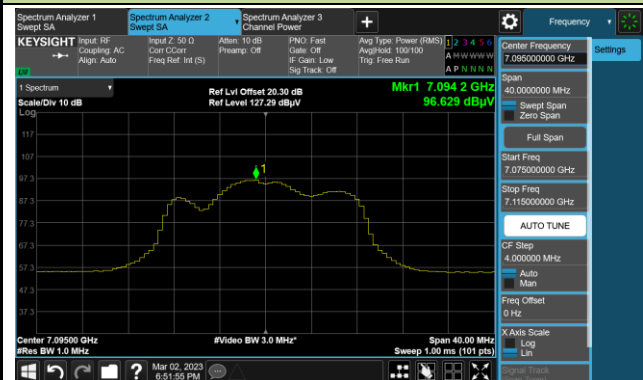 Spectrum Analyzer 1
Swept SA
Spectrum Analyzer 2
Swept SA
Spectrum Analyzer 3
Channel Power
+
Frequency
KEYSIGHT
Input: RF
Coupling: AC
Align: Auto
Input Z: 50 Ω
Corr CCorr
Freq Ref: Int (S)
Atten: 10 dB
Preamp: Off
PNO: Fast
Gate: Off
IF Gain: Low
Sig Track: Off
Avg Type: Power (RMS)
Avg|Hold: 100/100
Trig: Free Run
1 2 3 4 5 6
A W W W W W
A P N N N N
LXI
1 Spectrum
Scale/Div 10 dB
Log
Ref Lvl Offset 20.30 dB
Ref Level 127.29 dBµV
Mkr1 7.094 2 GHz
96.629 dBµV
117
107
97.3
87.3
77.3
67.3
57.3
47.3
37.3
1
Center 7.09500 GHz
#Res BW 1.0 MHz
#Video BW 3.0 MHz*
Span 40.00 MHz
Sweep 1.00 ms (101 pts)
Mar 02, 2023
6:51:55 PM
Center Frequency
7.095000000 GHz
Settings
Span
40.0000000 MHz
Swept Span
Zero Span
Full Span
Start Freq
7.075000000 GHz
Stop Freq
7.115000000 GHz
AUTO TUNE
CF Step
4.000000 MHz
Auto
Man
Freq Offset
0 Hz
X Axis Scale
Log
Lin
Signal Track